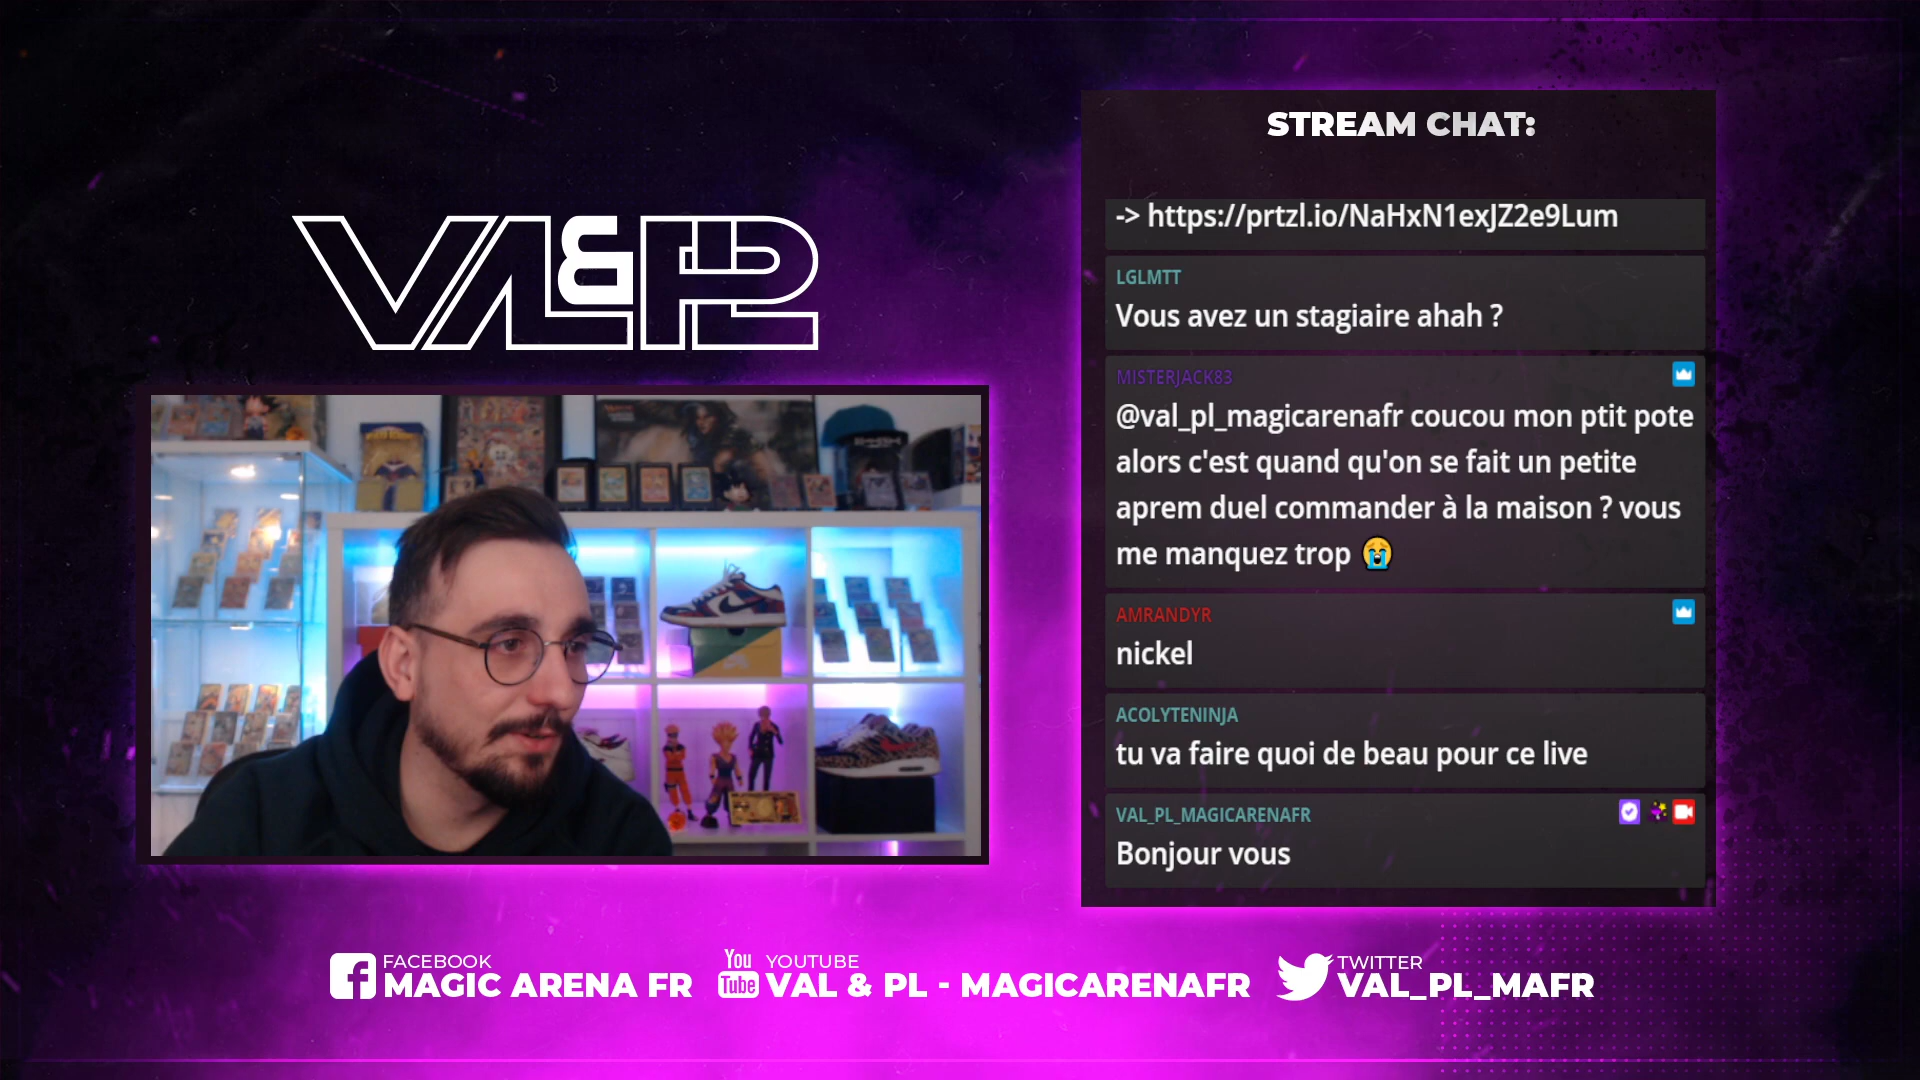 VAL&PL
STREAM CHAT:
-> https://prtzl.io/NaHxN1exJZ2e9Lum
LGLMTT
Vous avez un stagiaire ahah ?
MISTERJACK83
@val_pl_magicarenafr coucou mon ptit pote
alors c'est quand qu'on se fait un petite
aprem duel commander à la maison ? vous
me manquez trop 😭
AMRANDYR
nickel
ACOLYTENINJA
tu va faire quoi de beau pour ce live
VAL_PL_MAGICARENAFR
Bonjour vous
FACEBOOK
MAGIC ARENA FR
You
Tube
YOUTUBE
VAL & PL - MAGICARENAFR
TWITTER
VAL_PL_MAFR